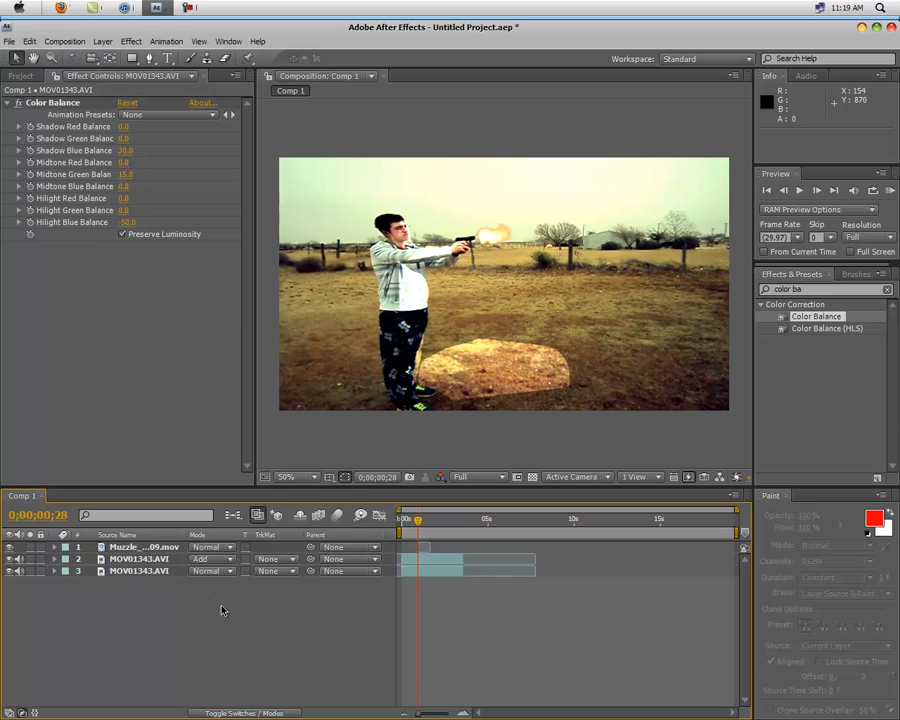 Ae
11:19 AM
Adobe After Effects - Untitled Project.aep *
File Edit Composition Layer Effect Animation View Window Help
Workspace: Standard Search Help
Project Effect Controls: MOV01343.AVI
Comp 1 • MOV01343.AVI
Color Balance Reset About...
Animation Presets: None
Shadow Red Balance 0.0
Shadow Green Balanc 0.0
Shadow Blue Balance 30.0
Midtone Red Balance 0.0
Midtone Green Balan 15.0
Midtone Blue Balance 0.0
Hilight Red Balance 0.0
Hilight Green Balance 0.0
Hilight Blue Balance -50.0
Preserve Luminosity
Composition: Comp 1
Comp 1
50% 0;00;00;28 Full Active Camera 1 View
Info Audio
R: X: 154
G: Y: 870
B:
A: 0
Preview
RAM Preview Options
Frame Rate Skip Resolution
(29.97) 0 Full
From Current Time Full Screen
Effects & Presets Brushes
color ba
Color Correction
Color Balance
Color Balance (HLS)
Comp 1
0;00;00;28
# Source Name Mode T TrkMat Parent
:00s 05s 10s 15s
1 Muzzle_...09.mov Normal None
2 MOV01343.AVI Add None None
3 MOV01343.AVI Normal None None
Toggle Switches / Modes
Paint
Opacity: 100 %
Flow: 100 %
Mode: Normal
Channels: RGBA
Duration: Constant 1 f
Erase: Layer Source & Paint
Clone Options
Preset:
Source: Current Layer
Aligned Lock Source Time
Offset: 0, 0
Source Time Shift: 0 f
Clone Source Overlay: 50 %